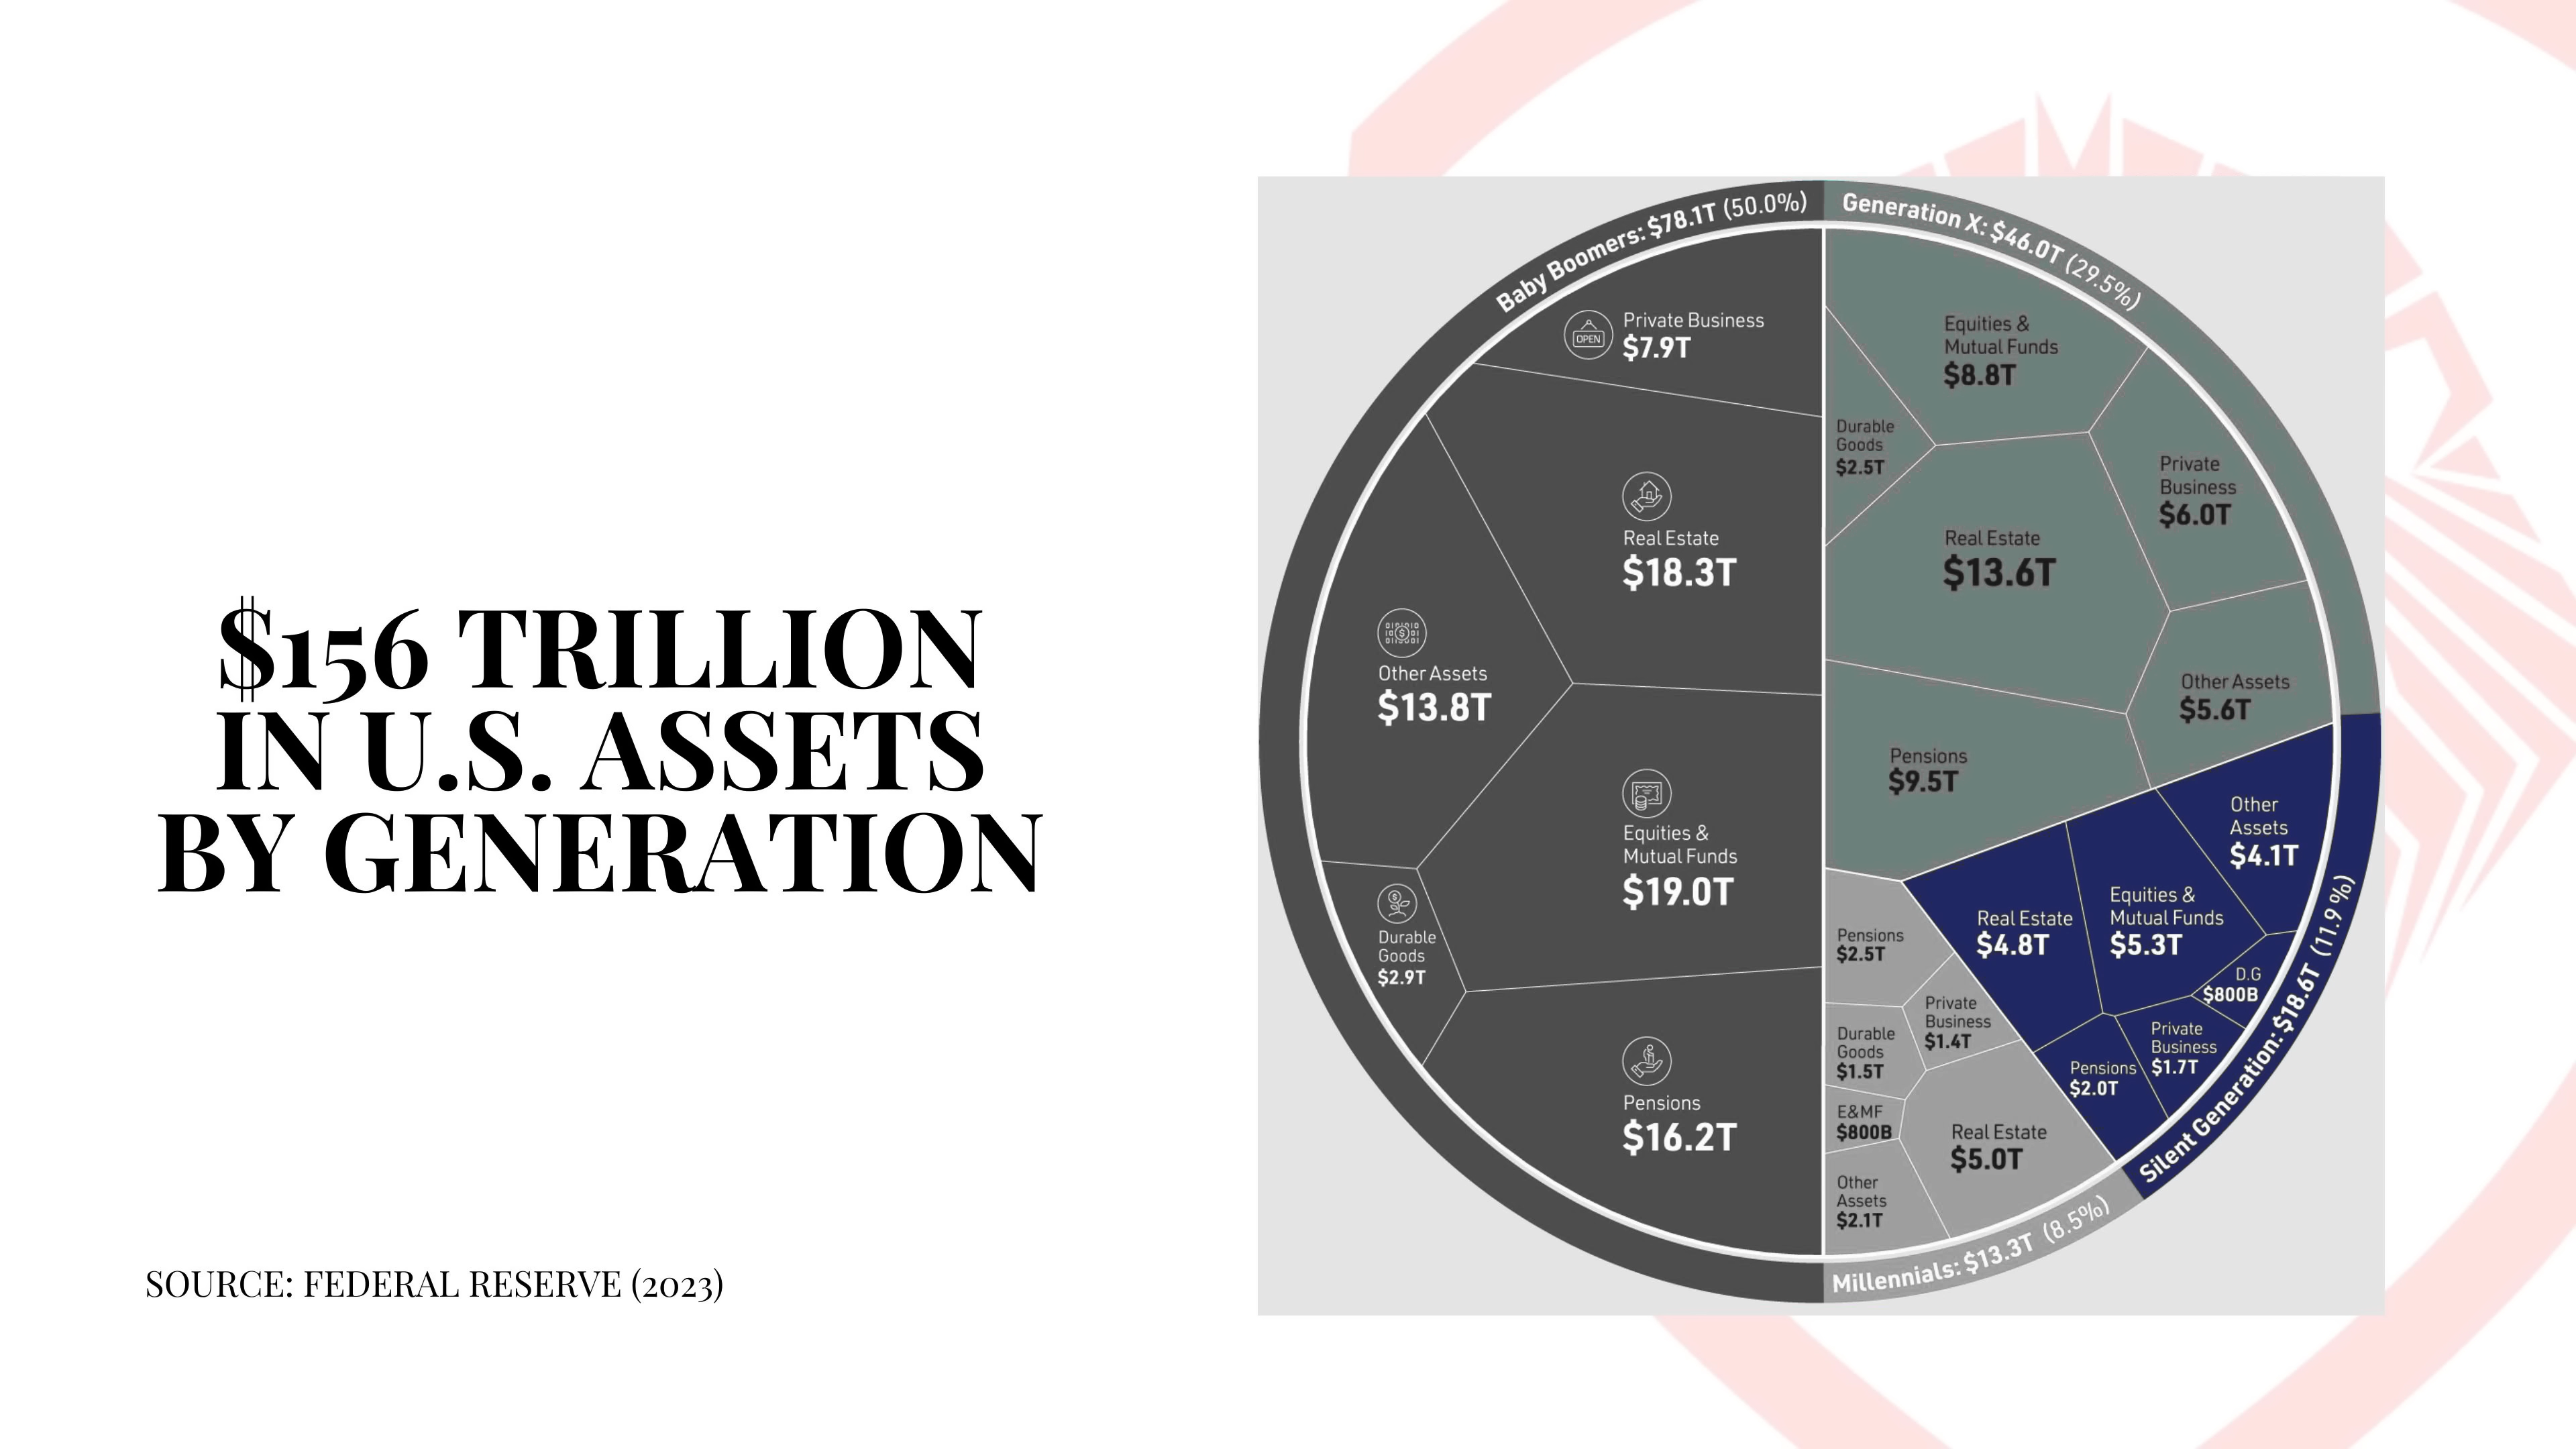 $156 TRILLION
IN U.S. ASSETS
BY GENERATION
SOURCE: FEDERAL RESERVE (2023)
Baby Boomers: $78.1T (50.0%)
OPEN
Private Business
$7.9T
Real Estate
$18.3T
Other Assets
$13.8T
Equities &
Mutual Funds
$19.0T
Durable
Goods
$2.9T
Pensions
$16.2T
Generation X: $46.0T (29.5%)
Equities &
Mutual Funds
$8.8T
Durable
Goods
$2.5T
Private
Business
$6.0T
Real Estate
$13.6T
Other Assets
$5.6T
Pensions
$9.5T
Silent Generation: $18.6T (11.9%)
Other
Assets
$4.1T
Real Estate
$4.8T
Equities &
Mutual Funds
$5.3T
D.G
$800B
Private
Business
$1.7T
Pensions
$2.0T
Millennials: $13.3T (8.5%)
Pensions
$2.5T
Private
Business
$1.4T
Durable
Goods
$1.5T
E&MF
$800B
Real Estate
$5.0T
Other
Assets
$2.1T